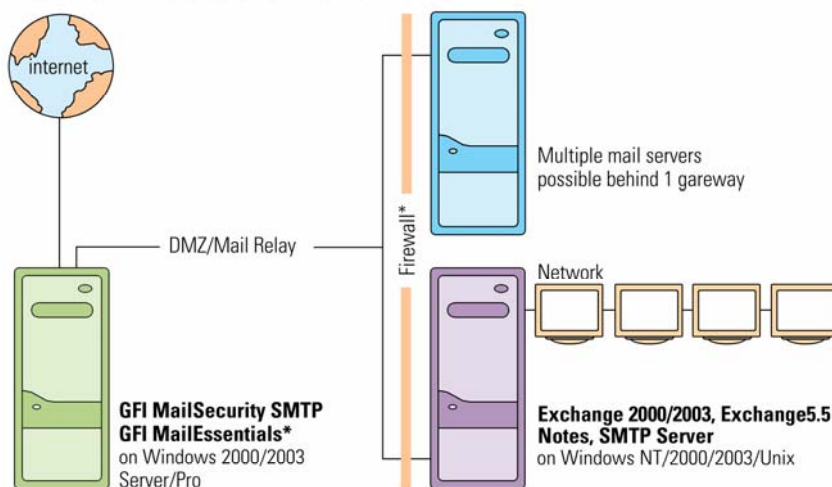 internet
Multiple mail servers
possible behind 1 gareway
Firewall*
DMZ/Mail Relay
Network
GFI MailSecurity SMTP
GFI MailEssentials*
on Windows 2000/2003
Server/Pro
Exchange 2000/2003, Exchange5.5
Notes, SMTP Server
on Windows NT/2000/2003/Unix